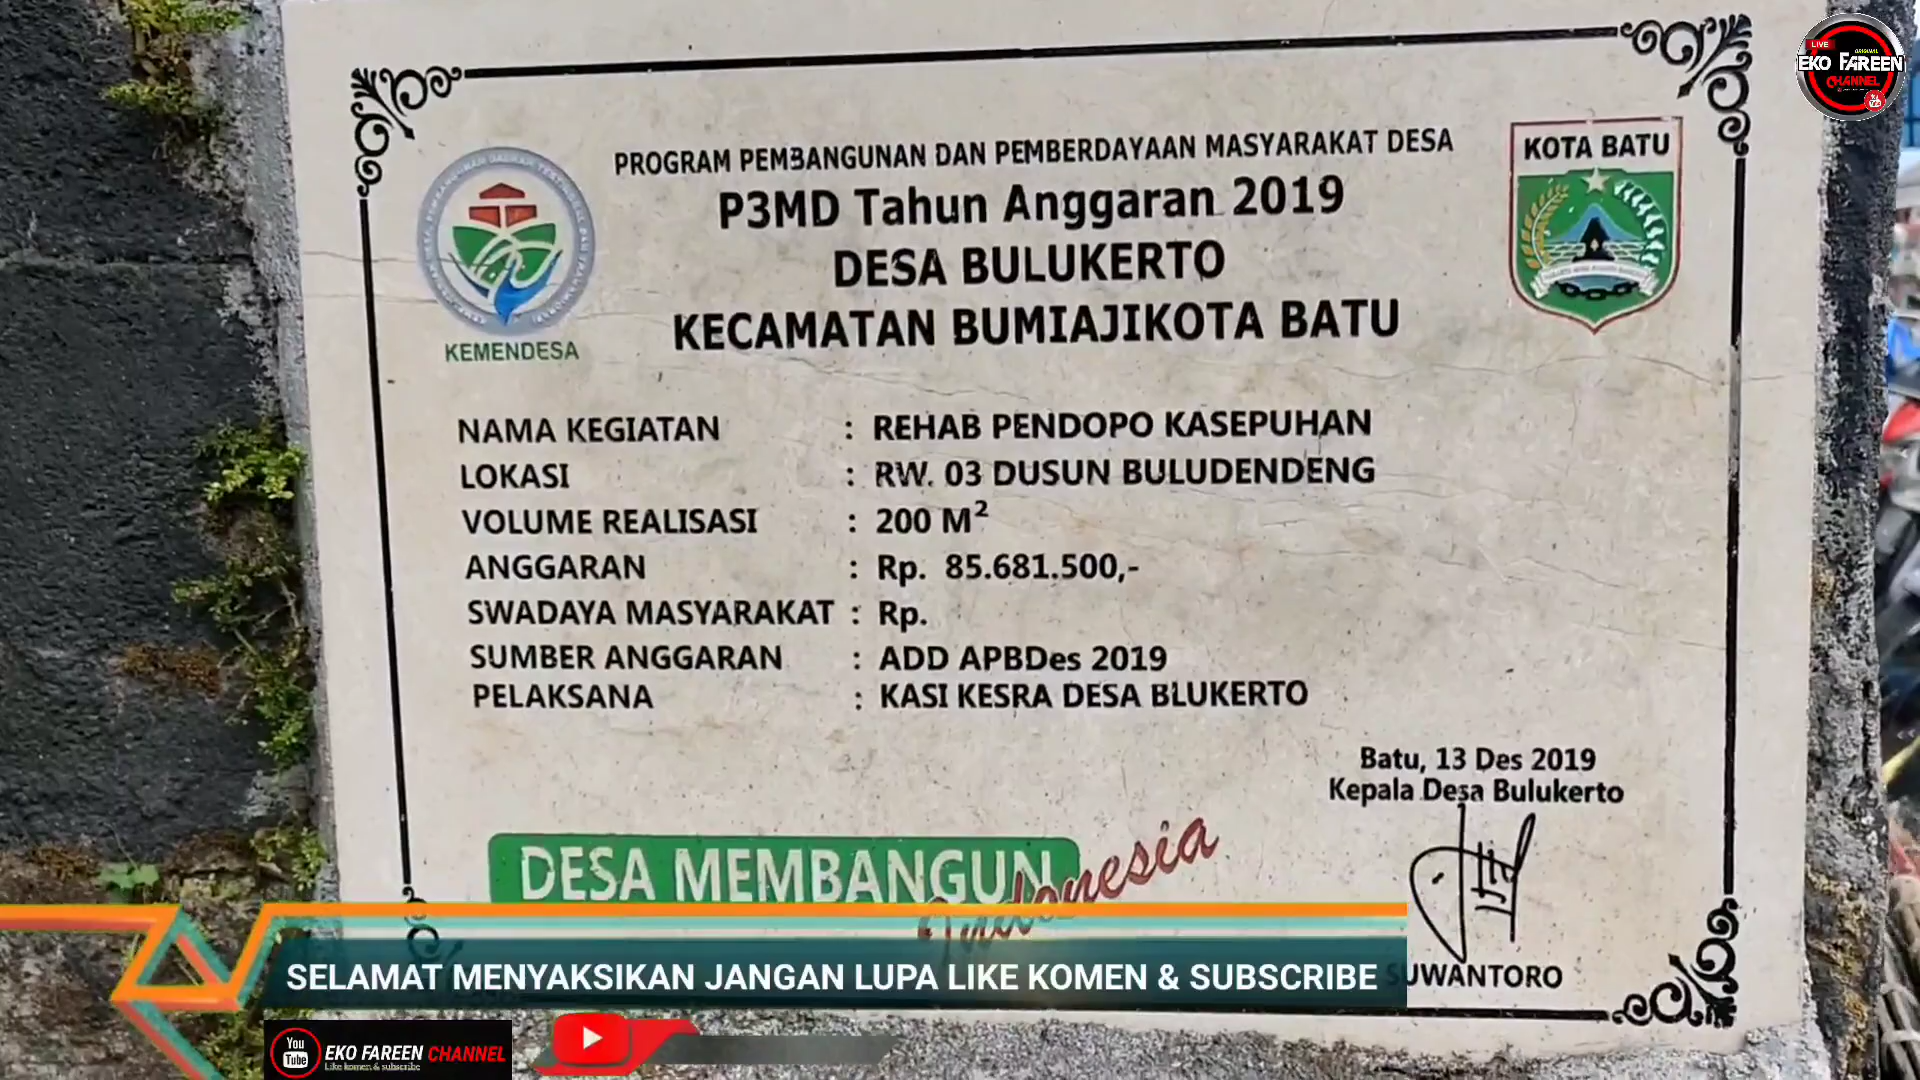 LIVE
ORIGINAL
EKO FAREEN
CHANNEL
PROGRAM PEMBANGUNAN DAN PEMBERDAYAAN MASYARAKAT DESA
P3MD Tahun Anggaran 2019
DESA BULUKERTO
KECAMATAN BUMIAJIKOTA BATU
KEMENDESA
KOTA BATU
NAMA KEGIATAN : REHAB PENDOPO KASEPUHAN
LOKASI : RW. 03 DUSUN BULUDENDENG
VOLUME REALISASI : 200 M²
ANGGARAN : Rp. 85.681.500,-
SWADAYA MASYARAKAT : Rp.
SUMBER ANGGARAN : ADD APBDes 2019
PELAKSANA : KASI KESRA DESA BLUKERTO
Batu, 13 Des 2019
Kepala Desa Bulukerto
DESA MEMBANGUN
Indonesia
SUWANTORO
SELAMAT MENYAKSIKAN JANGAN LUPA LIKE KOMEN & SUBSCRIBE
You
Tube
EKO FAREEN CHANNEL
Like komen & subscribe